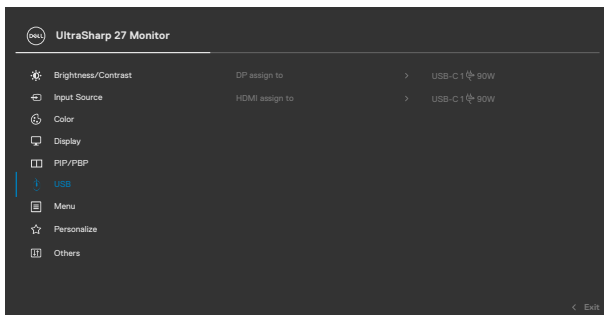 DELL UltraSharp 27 Monitor
Brightness/Contrast DP assign to > USB-C 1 90W
Input Source HDMI assign to > USB-C 1 90W
Color
Display
PIP/PBP
USB
Menu
Personalize
Others
< Exit